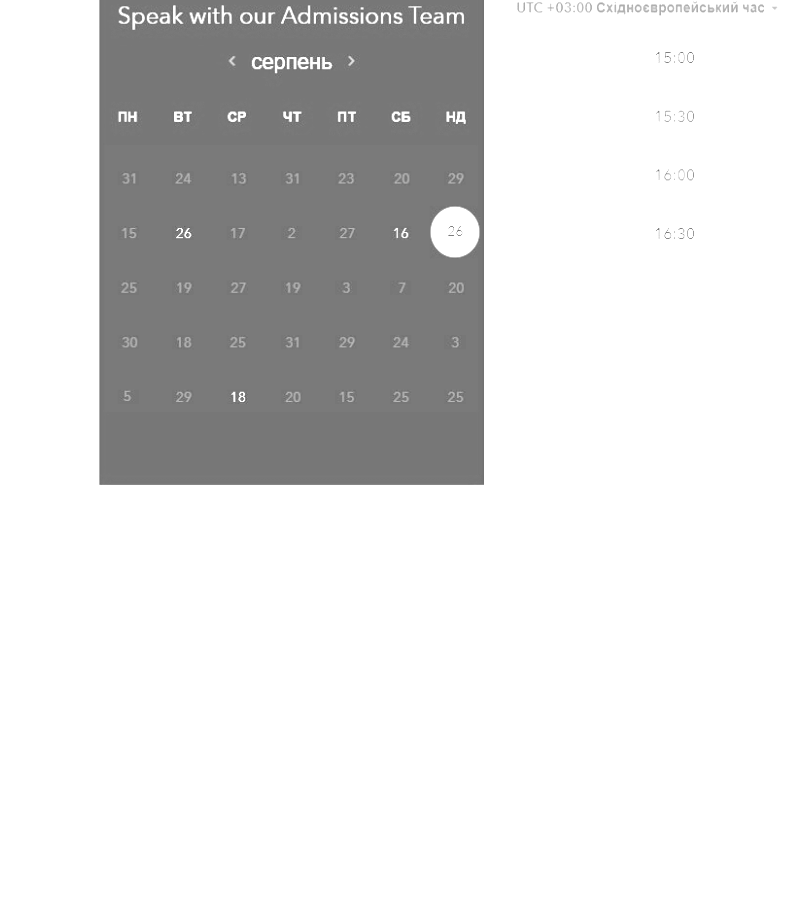 Speak with our Admissions Team
серпень
ПН ВТ СР ЧТ ПТ СБ НД
31 24 13 31 23 20 29
15 26 17 2 27 16 26
25 19 27 19 3 7 20
30 18 25 31 29 24 3
5 29 18 20 15 25 25
UTC +03:00 Східноєвропейський час
15:00
15:30
16:00
16:30